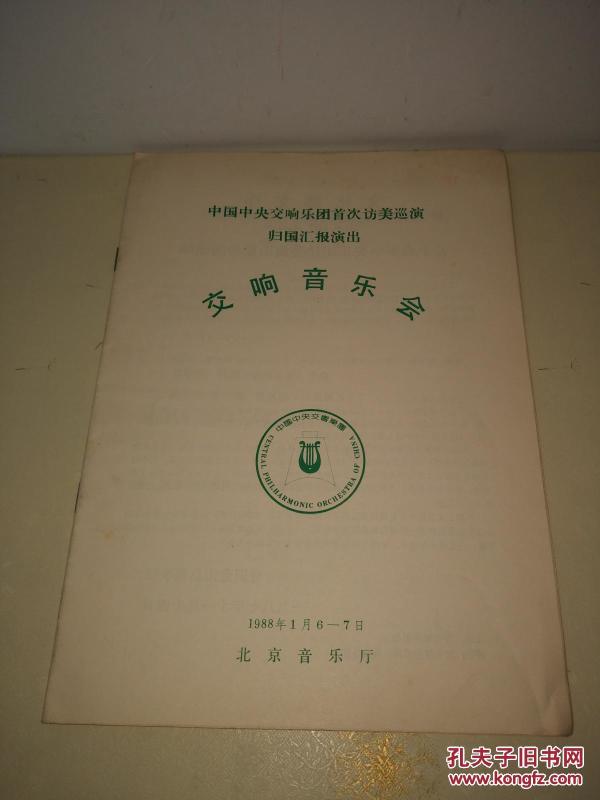 中国中央交响乐团首次访美巡演
归国汇报演出
交响音乐会
中國中央交響樂團
CENTRAL PHILHARMONIC ORCHESTRA OF CHINA
1988年1月6—7日
北京音乐厅
孔夫子旧书网
www.kongfz.com